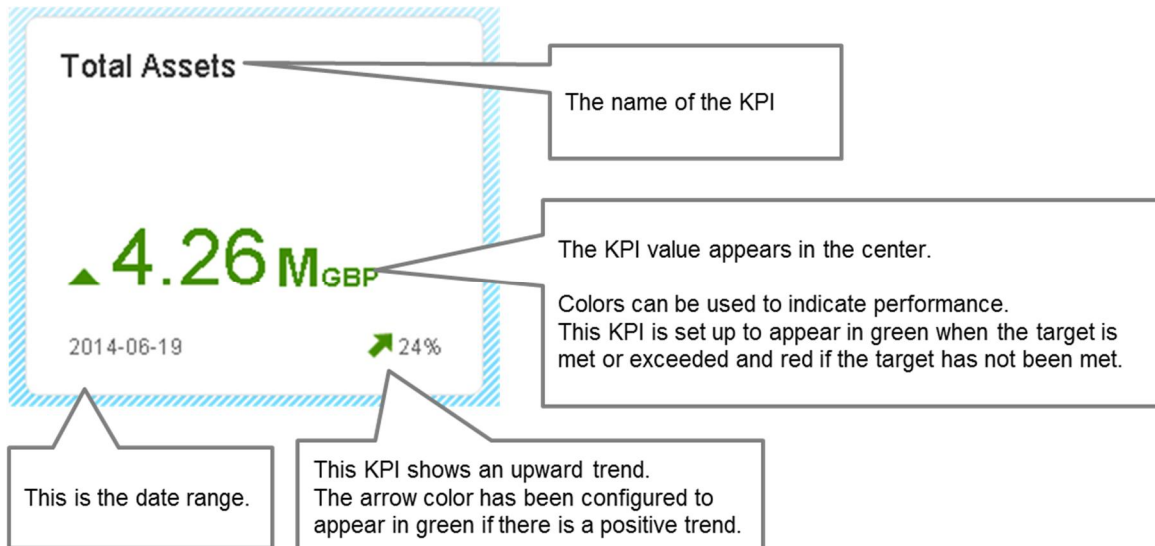 Total Assets
The name of the KPI
4.26 M GBP
The KPI value appears in the center.
Colors can be used to indicate performance.
This KPI is set up to appear in green when the target is
met or exceeded and red if the target has not been met.
2014-06-19
24%
This is the date range.
This KPI shows an upward trend.
The arrow color has been configured to
appear in green if there is a positive trend.